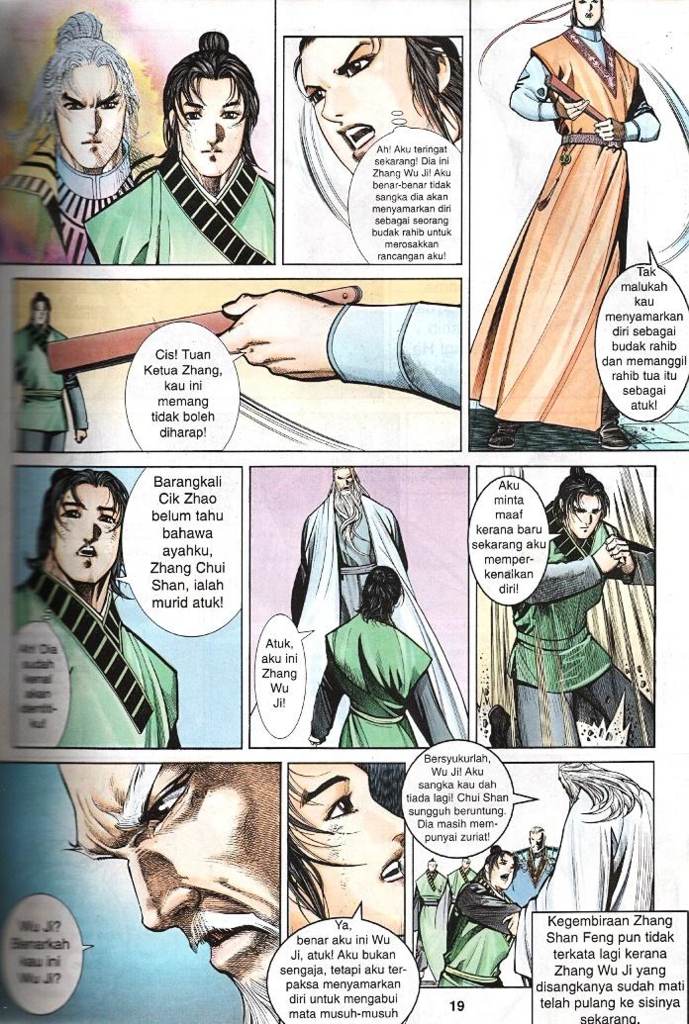 Ah! Aku teringat
sekarang! Dia ini
Zhang Wu Ji! Aku
benar-benar tidak
sangka dia akan
menyamarkan diri
sebagai seorang
budak rahib untuk
merosakkan
rancangan aku!
Tak
malukah
kau
menyamarkan
diri sebagai
budak rahib
dan memanggil
rahib tua itu
sebagai
atuk!
Cis! Tuan
Ketua Zhang,
kau ini
memang
tidak boleh
diharap!
Barangkali
Cik Zhao
belum tahu
bahawa
ayahku,
Zhang Chui
Shan, ialah
murid atuk!
Ah! Dia
sudah
kenal
akan
identiti-
ku!
Atuk,
aku ini
Zhang
Wu
Ji!
Aku
minta
maaf
kerana baru
sekarang aku
memper-
kenalkan
diri!
Wu Ji?
Benarkah
kau ini
Wu Ji?
Ya,
benar aku ini Wu
Ji, atuk! Aku bukan
sengaja, tetapi aku ter-
paksa menyamarkan
diri untuk mengabui
mata musuh-musuh
Bersyukurlah,
Wu Ji! Aku
sangka kau dah
tiada lagi! Chui Shan
sungguh beruntung.
Dia masih mem-
punyai zuriat!
Kegembiraan Zhang
Shan Feng pun tidak
terkata lagi kerana
Zhang Wu Ji yang
disangkanya sudah mati
telah pulang ke sisinya
sekarang.
19